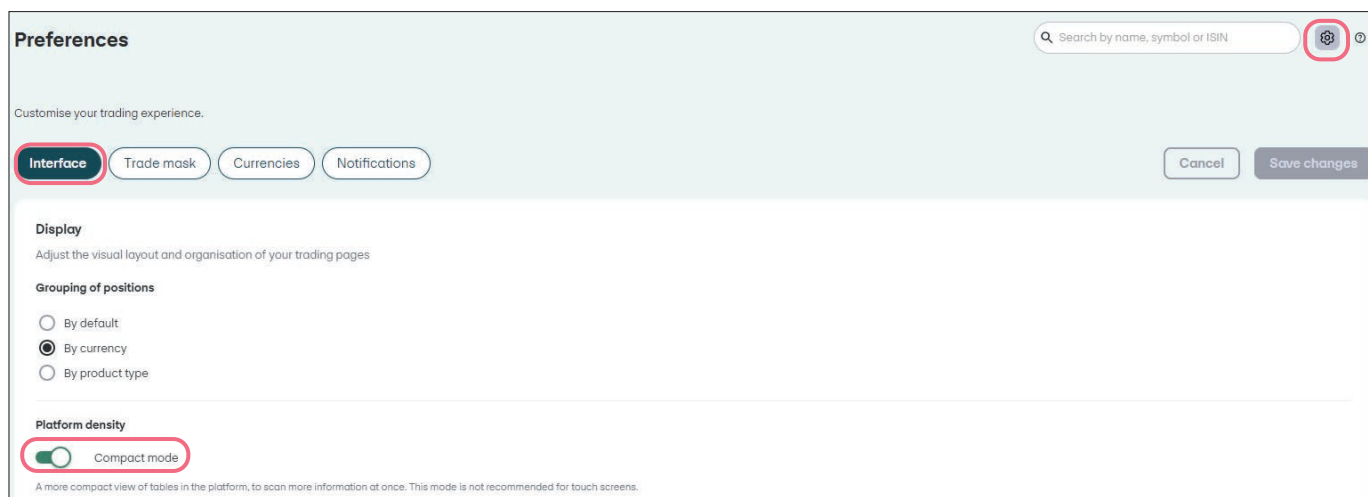 Preferences
Search by name, symbol or ISIN
Customise your trading experience.
Interface
Trade mask
Currencies
Notifications
Cancel
Save changes
Display
Adjust the visual layout and organisation of your trading pages
Grouping of positions
By default
By currency
By product type
Platform density
Compact mode
A more compact view of tables in the platform, to scan more information at once. This mode is not recommended for touch screens.